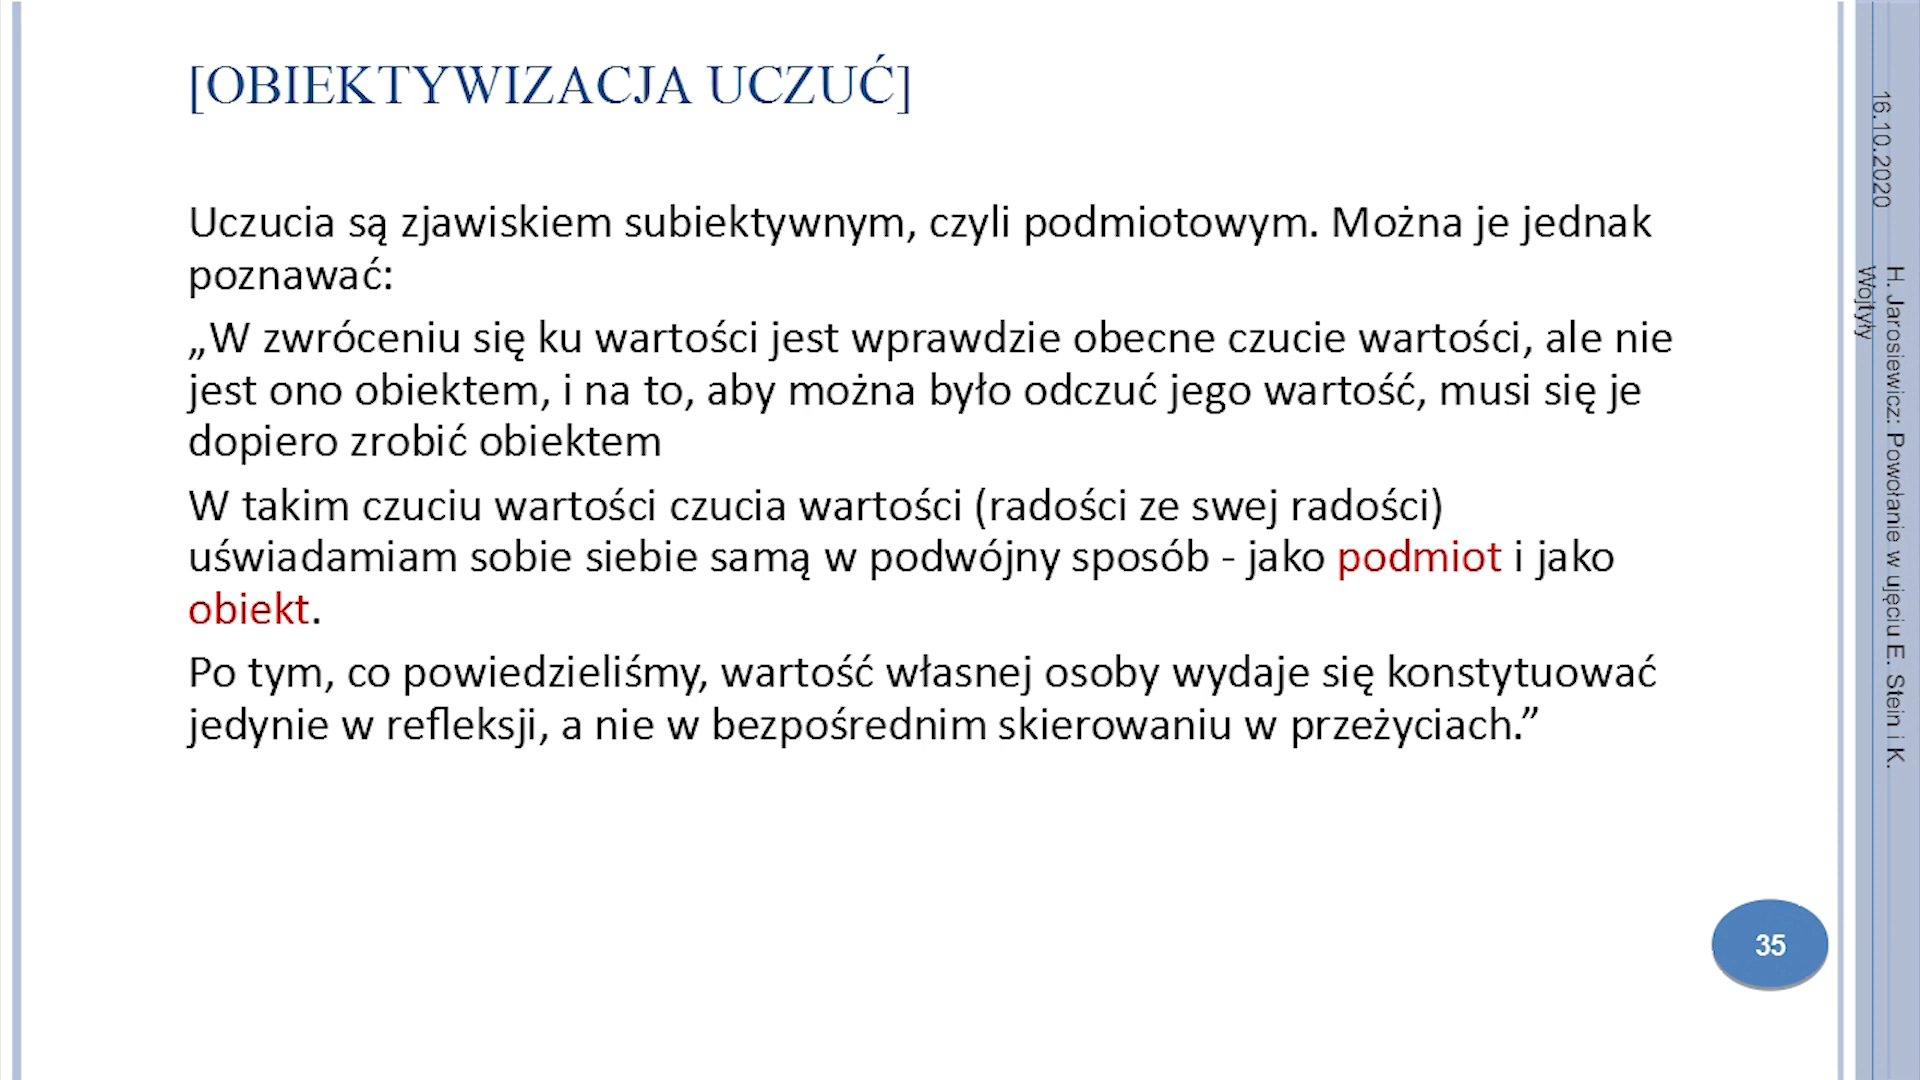 [OBIEKTYWIZACJA UCZUĆ]
Uczucia są zjawiskiem subiektywnym, czyli podmiotowym. Można je jednak
poznawać:
„W zwróceniu się ku wartości jest wprawdzie obecne czucie wartości, ale nie
jest ono obiektem, i na to, aby można było odczuć jego wartość, musi się je
dopiero zrobić obiektem
W takim czuciu wartości czucia wartości (radości ze swej radości)
uświadamiam sobie siebie samą w podwójny sposób - jako podmiot i jako
obiekt.
Po tym, co powiedzieliśmy, wartość własnej osoby wydaje się konstytuować
jedynie w refleksji, a nie w bezpośrednim skierowaniu w przeżyciach.”
16.10.2020
H. Jarosiewicz: Powołanie w ujęciu E. Stein i K.
Wojtyły
35